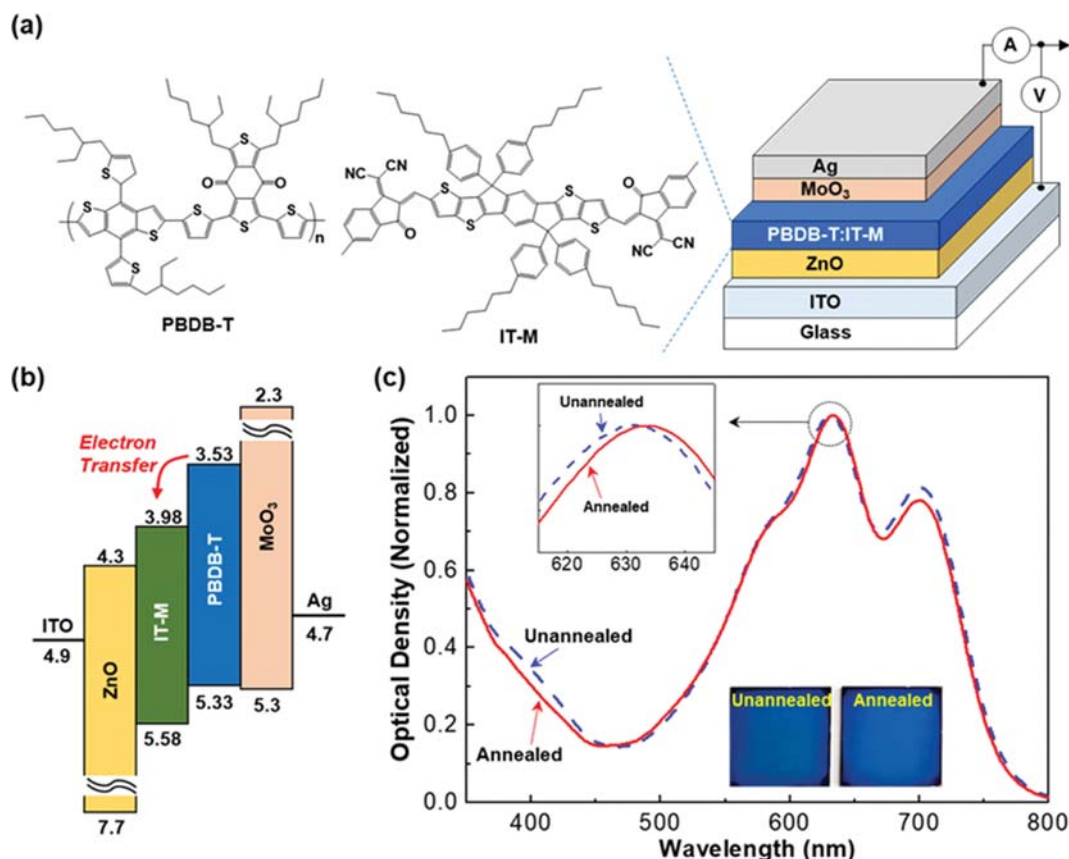 (a)
S
S
S
S
S
O
O
S
S
S
S
n
PBDB-T
NC
CN
O
S
S
S
S
O
NC
CN
IT-M
A
V
Ag
MoO₃
PBDB-T:IT-M
ZnO
ITO
Glass
(b)
Electron
Transfer
2.3
3.53
3.98
4.3
ITO
4.9
ZnO
IT-M
PBDB-T
MoO₃
Ag
4.7
5.33
5.3
5.58
7.7
(c)
Optical Density (Normalized)
1.0
0.8
0.6
0.4
0.2
0.0
Unannealed
Annealed
620
630
640
Unannealed
Annealed
Unannealed
Annealed
400
500
600
700
800
Wavelength (nm)